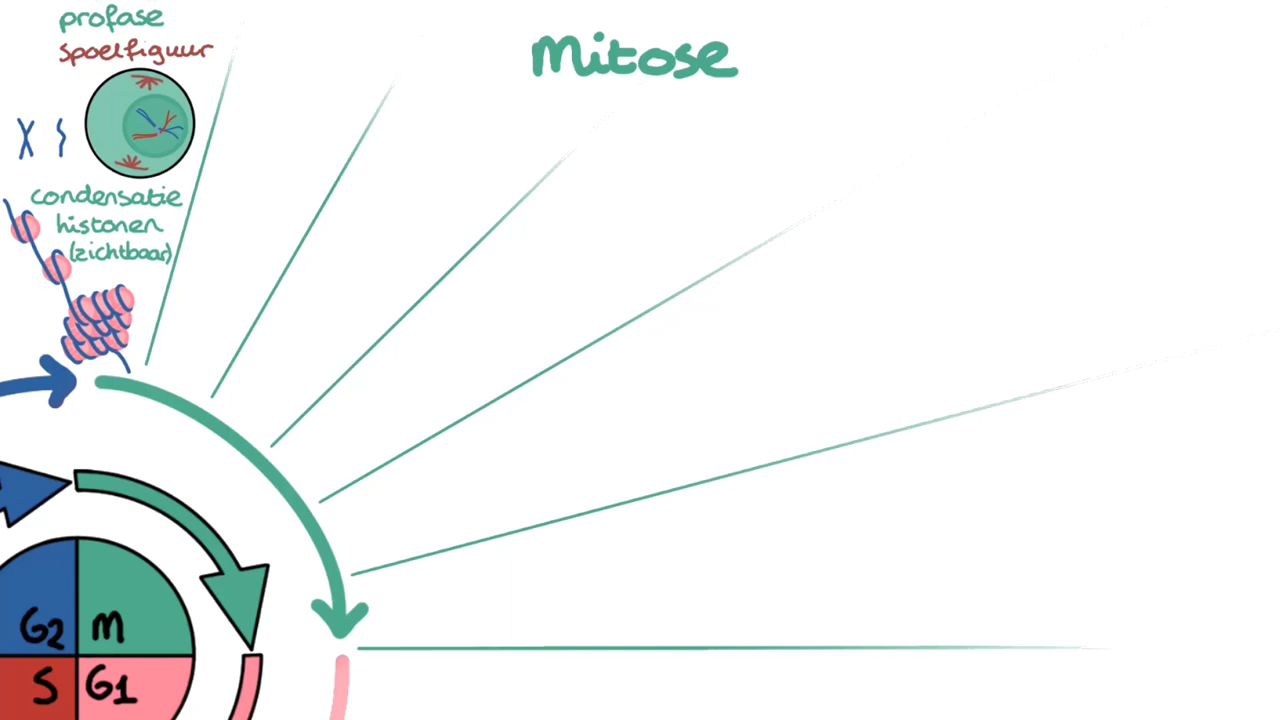 profase
spoelfiguur
Mitose
condensatie
histonen
(zichtbaar)
G2
M
S
G1